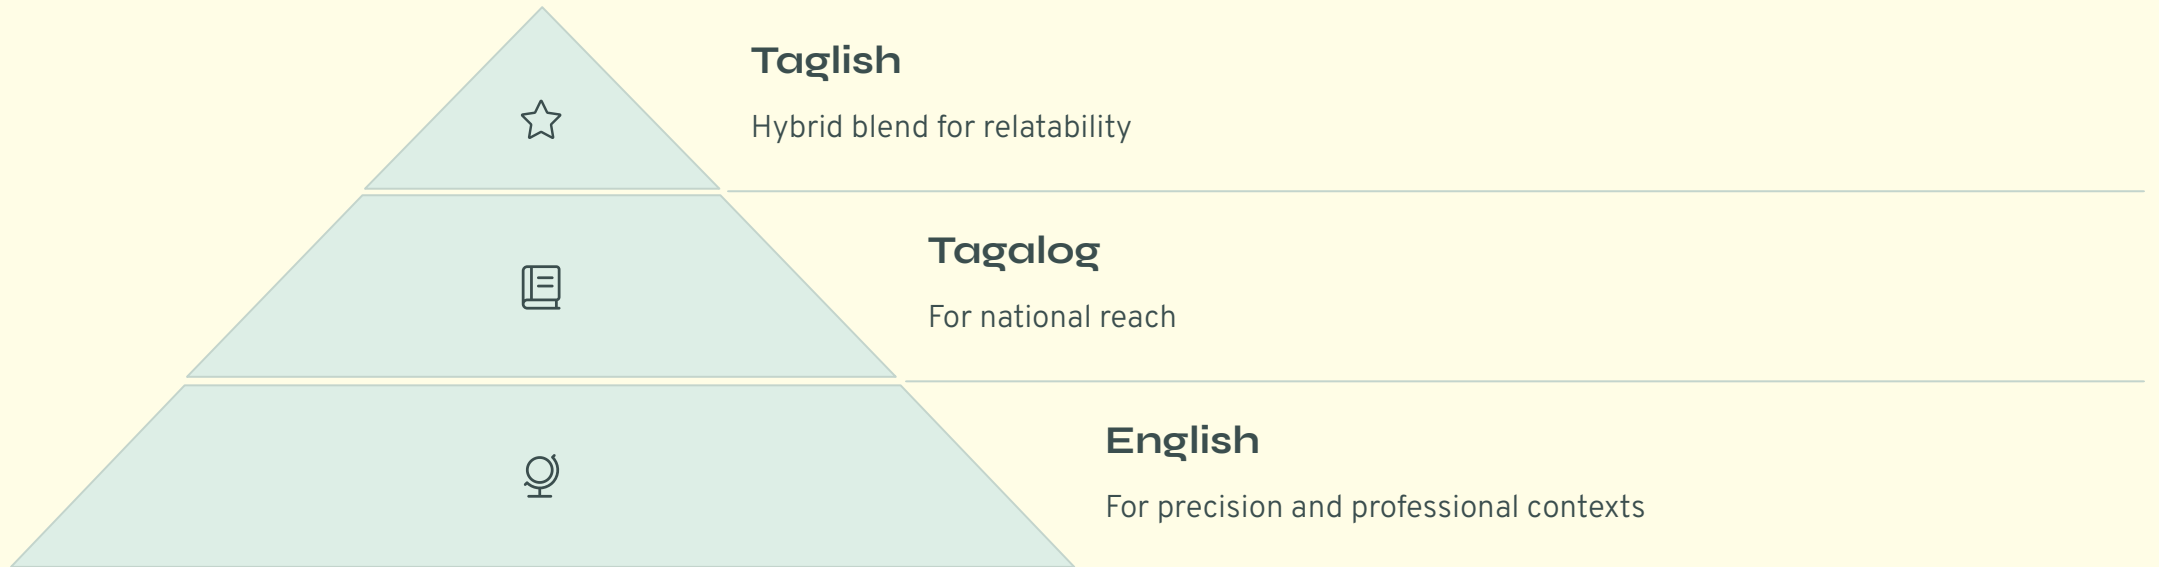 Taglish
Hybrid blend for relatability
Tagalog
For national reach
English
For precision and professional contexts